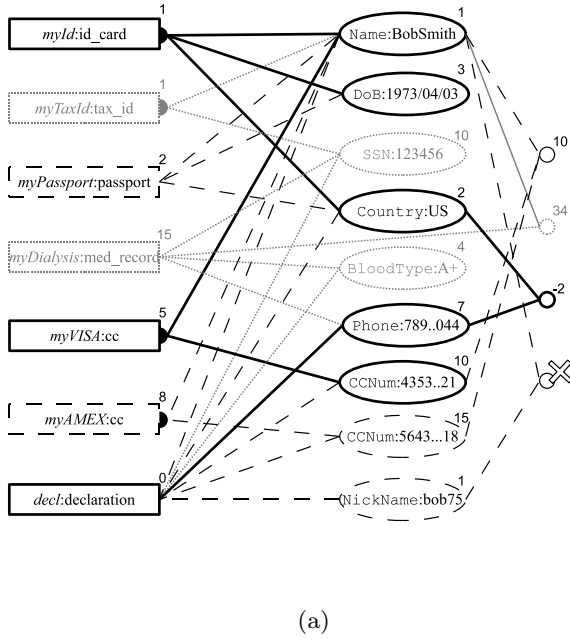 1
myId:id_card
1
myTaxId:tax_id
2
myPassport:passport
15
myDialysis:med_record
5
myVISA:cc
8
myAMEX:cc
0
decl:declaration
1
Name:BobSmith
3
DoB:1973/04/03
10
SSN:123456
2
Country:US
4
BloodType:A+
7
Phone:789..044
10
CCNum:4353..21
15
CCNum:5643...18
1
NickName:bob75
10
34
-2
(a)